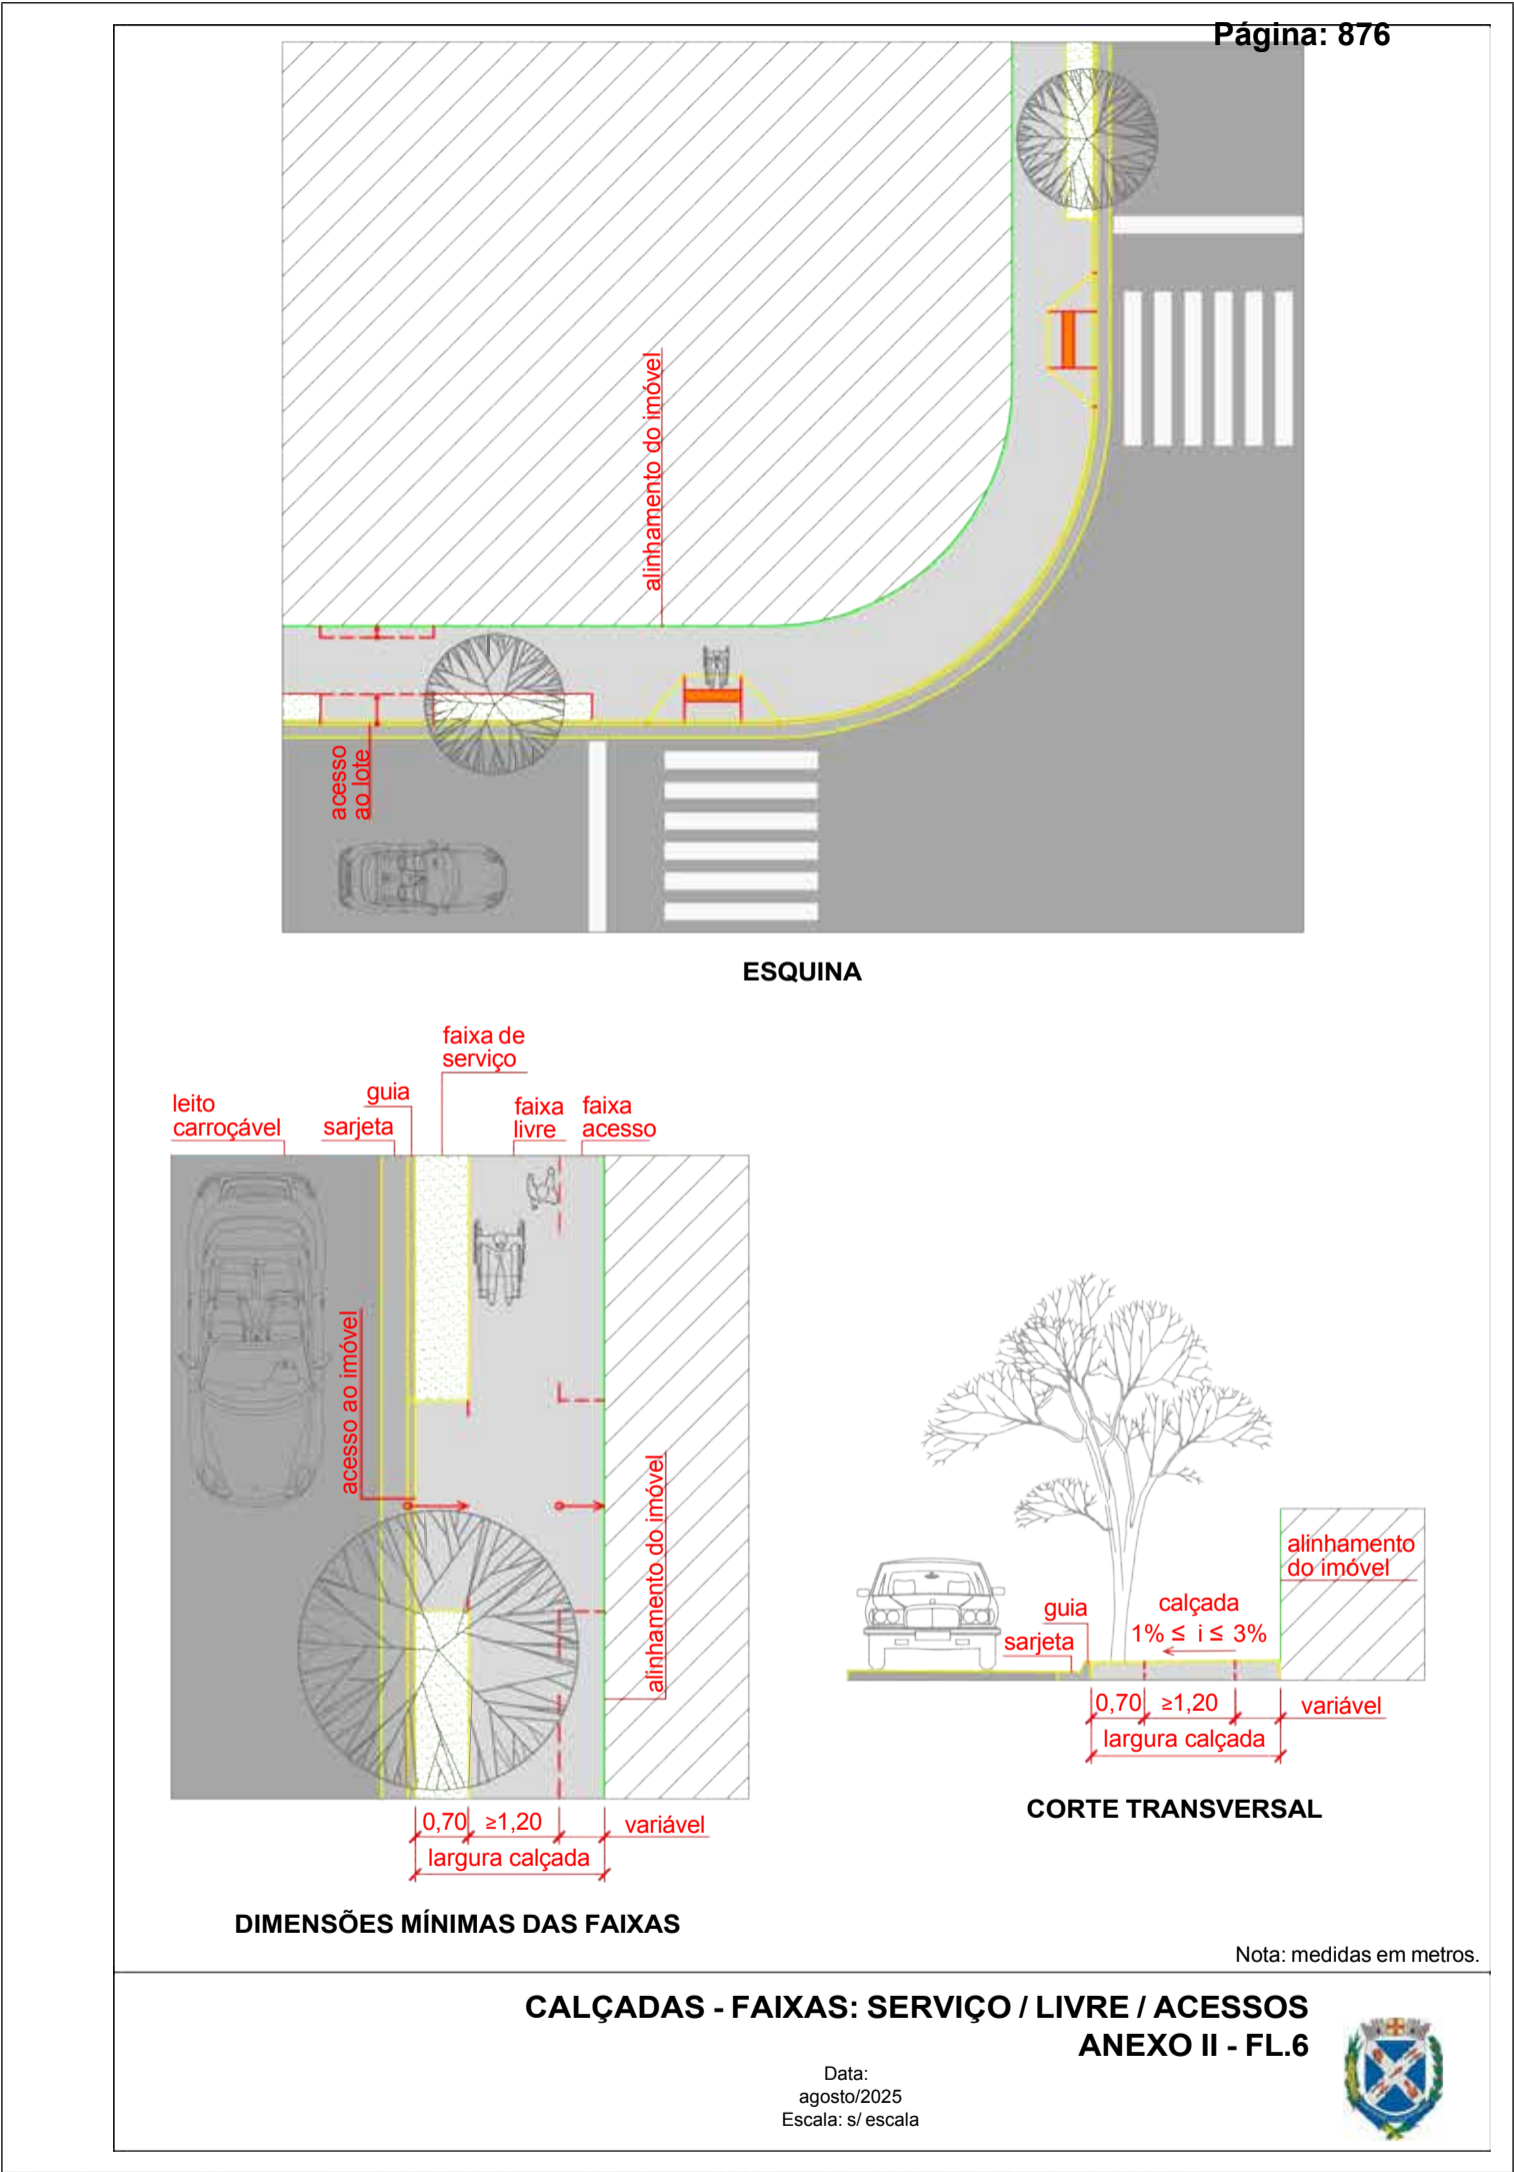 Página: 876
alinhamento do imóvel
acesso
ao lote
ESQUINA
faixa de
serviço
guia
leito
carroçável
sarjeta
faixa
livre
faixa
acesso
acesso ao imóvel
alinhamento do imóvel
0,70
≥1,20
variável
largura calçada
DIMENSÕES MÍNIMAS DAS FAIXAS
alinhamento
do imóvel
guia
sarjeta
calçada
1% ≤ i ≤ 3%
0,70
≥1,20
variável
largura calçada
CORTE TRANSVERSAL
Nota: medidas em metros.
CALÇADAS - FAIXAS: SERVIÇO / LIVRE / ACESSOS
ANEXO II - FL.6
Data:
agosto/2025
Escala: s/ escala